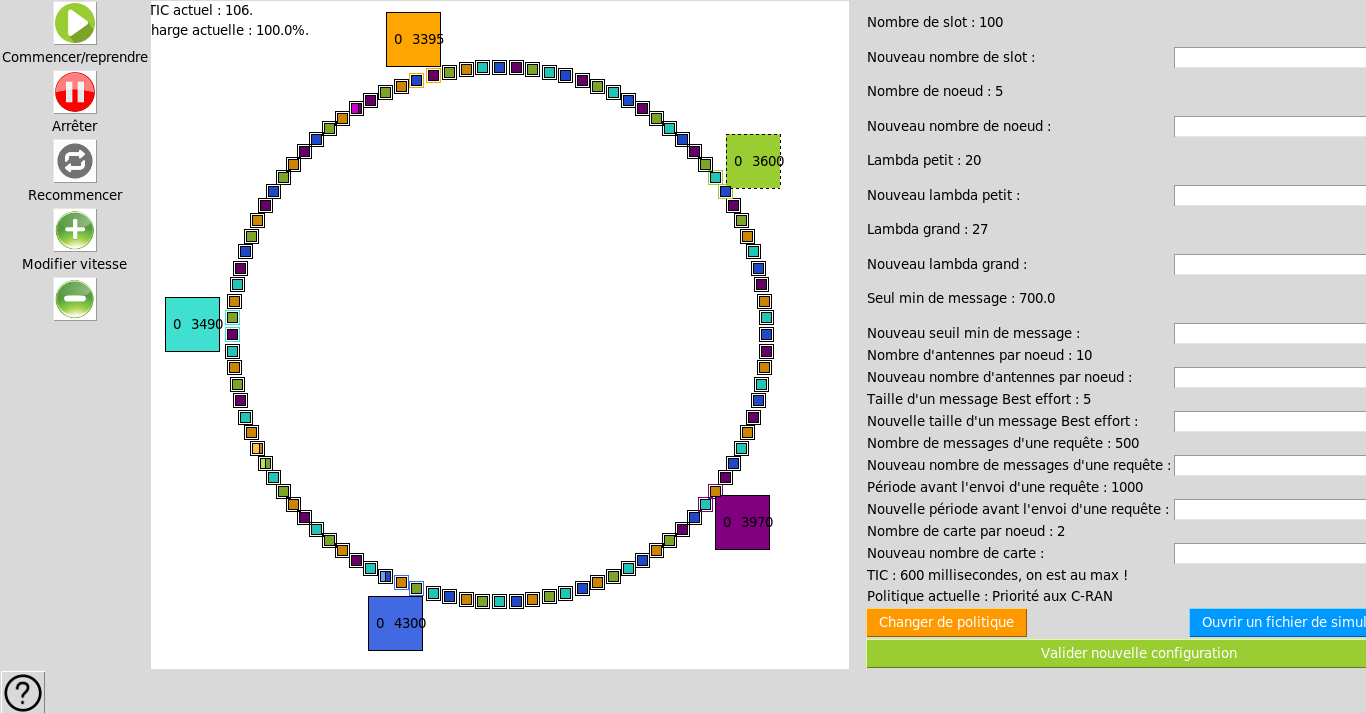 Commencer/reprendre
Arrêter
Recommencer
Modifier vitesse
TIC actuel : 106.
harge actuelle : 100.0%.
0 3395
0 3600
0 3490
0 3970
0 4300
Nombre de slot : 100
Nouveau nombre de slot :
Nombre de noeud : 5
Nouveau nombre de noeud :
Lambda petit : 20
Nouveau lambda petit :
Lambda grand : 27
Nouveau lambda grand :
Seul min de message : 700.0
Nouveau seuil min de message :
Nombre d'antennes par noeud : 10
Nouveau nombre d'antennes par noeud :
Taille d'un message Best effort : 5
Nouvelle taille d'un message Best effort :
Nombre de messages d'une requête : 500
Nouveau nombre de messages d'une requête :
Période avant l'envoi d'une requête : 1000
Nouvelle période avant l'envoi d'une requête :
Nombre de carte par noeud : 2
Nouveau nombre de carte :
TIC : 600 millisecondes, on est au max !
Politique actuelle : Priorité aux C-RAN
Changer de politique
Ouvrir un fichier de simul
Valider nouvelle configuration
?